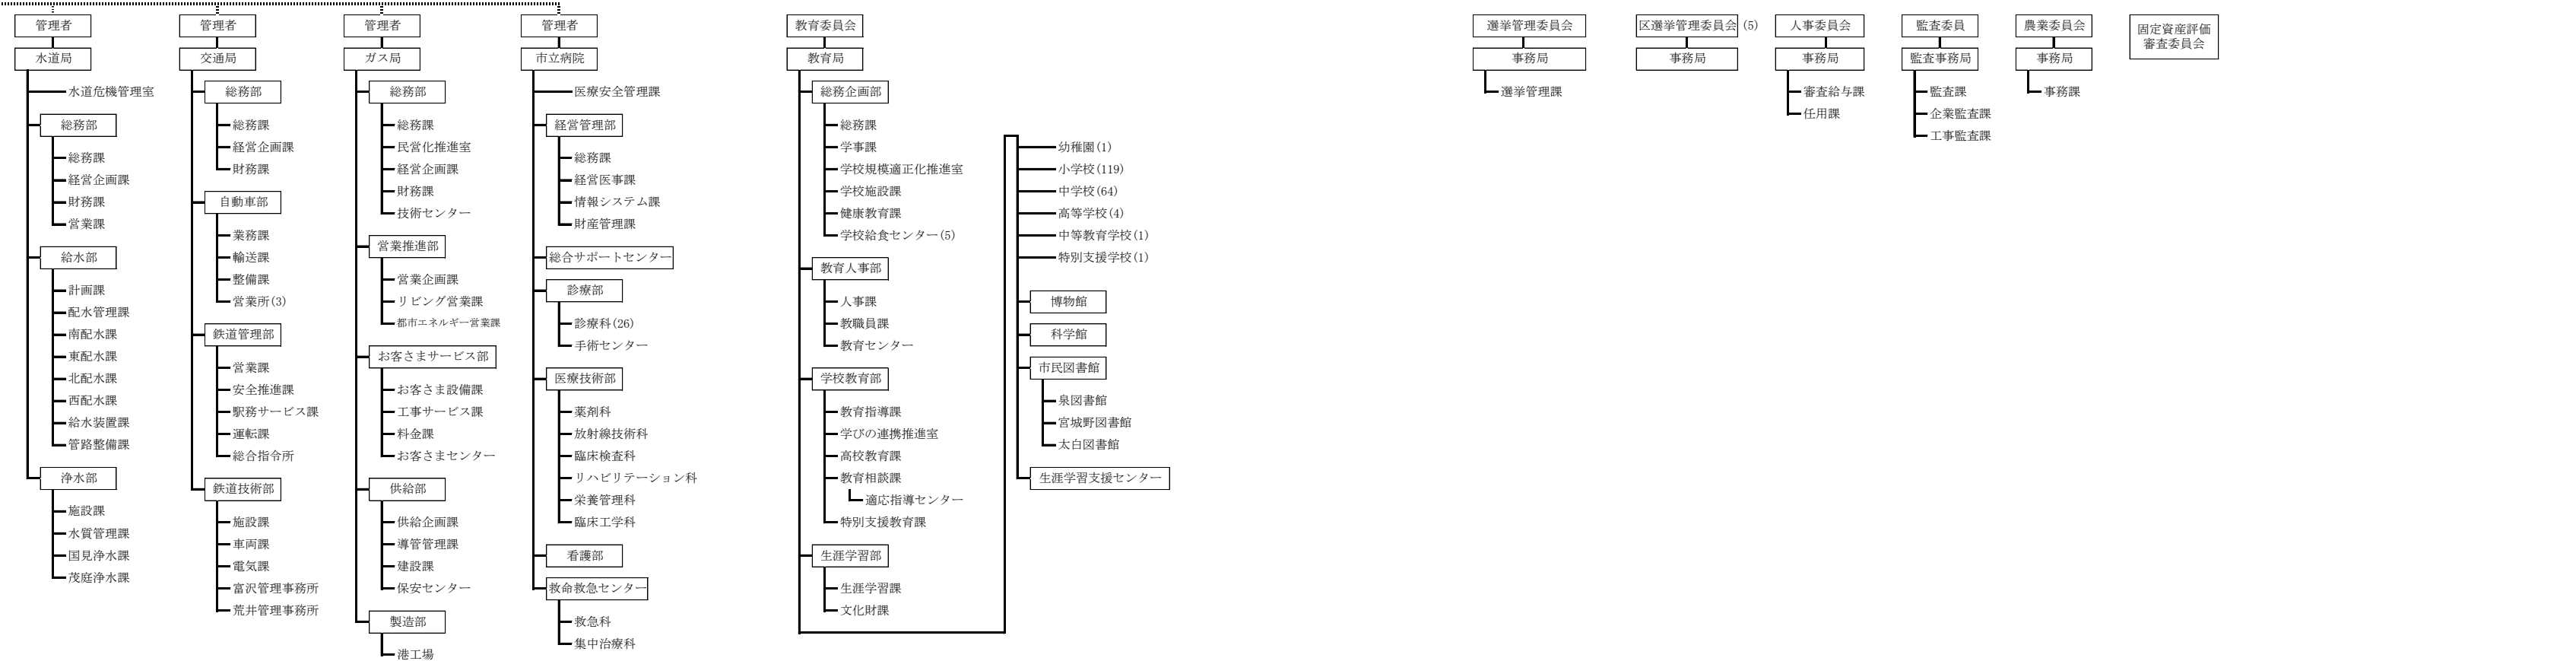 管理者
水道局
水道危機管理室
総務部
総務課
経営企画課
財務課
営業課
給水部
計画課
配水管理課
南配水課
東配水課
北配水課
西配水課
給水装置課
管路整備課
浄水部
施設課
水質管理課
国見浄水課
茂庭浄水課
管理者
交通局
総務部
総務課
経営企画課
財務課
自動車部
業務課
輸送課
整備課
営業所(3)
鉄道管理部
営業課
安全推進課
駅務サービス課
運転課
総合指令所
鉄道技術部
施設課
車両課
電気課
富沢管理事務所
荒井管理事務所
管理者
ガス局
総務部
総務課
民営化推進室
経営企画課
財務課
技術センター
営業推進部
営業企画課
リビング営業課
都市エネルギー営業課
お客さまサービス部
お客さま設備課
工事サービス課
料金課
お客さまセンター
供給部
供給企画課
導管管理課
建設課
保安センター
製造部
港工場
管理者
市立病院
医療安全管理課
経営管理部
総務課
経営医事課
情報システム課
財産管理課
総合サポートセンター
診療部
診療科(26)
手術センター
医療技術部
薬剤科
放射線技術科
臨床検査科
リハビリテーション科
栄養管理科
臨床工学科
看護部
救命救急センター
救急科
集中治療科
教育委員会
教育局
総務企画部
総務課
学事課
学校規模適正化推進室
学校施設課
健康教育課
学校給食センター(5)
教育人事部
人事課
教職員課
教育センター
学校教育部
教育指導課
学びの連携推進室
高校教育課
教育相談課
適応指導センター
特別支援教育課
生涯学習部
生涯学習課
文化財課
幼稚園(1)
小学校(119)
中学校(64)
高等学校(4)
中等教育学校(1)
特別支援学校(1)
博物館
科学館
市民図書館
泉図書館
宮城野図書館
太白図書館
生涯学習支援センター
選挙管理委員会
事務局
選挙管理課
区選挙管理委員会(5)
事務局
人事委員会
事務局
審査給与課
任用課
監査委員
監査事務局
監査課
企業監査課
工事監査課
農業委員会
事務局
事務課
固定資産評価
審査委員会